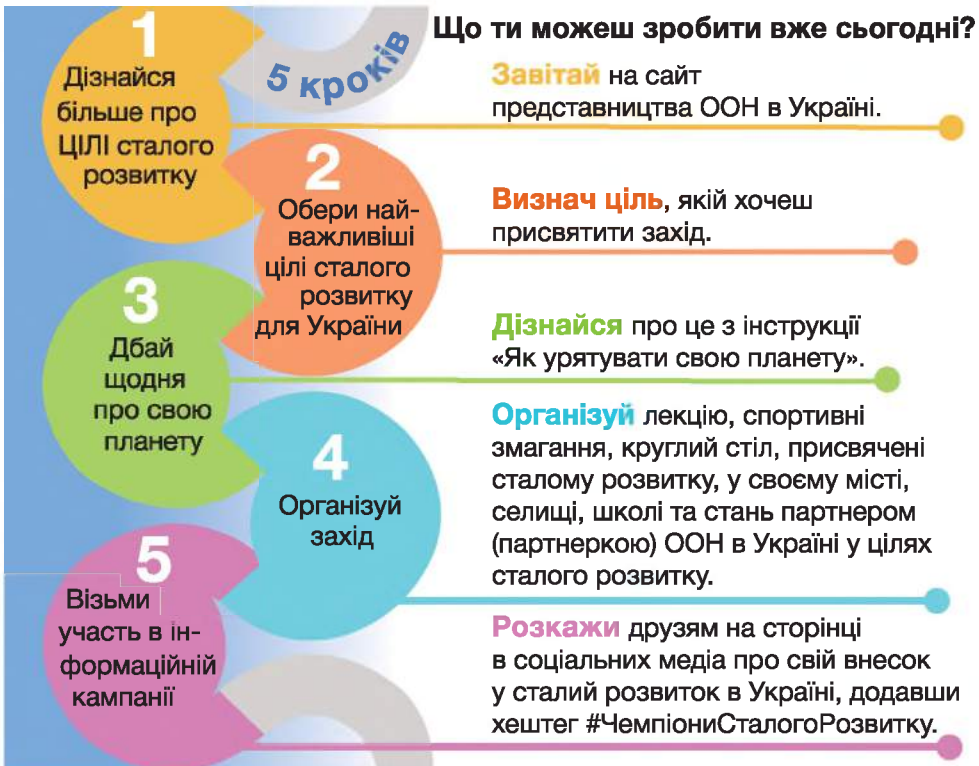 Що ти можеш зробити вже сьогодні?
5 кроків
1
Дізнайся
більше про
ЦІЛІ сталого
розвитку
Завітай на сайт
представництва ООН в Україні.
2
Обери най-
важливіші
цілі сталого
розвитку
для України
Визнач ціль, якій хочеш
присвятити захід.
3
Дбай
щодня
про свою
планету
Дізнайся про це з інструкції
«Як урятувати свою планету».
4
Організуй
захід
Організуй лекцію, спортивні
змагання, круглий стіл, присвячені
сталому розвитку, у своєму місті,
селищі, школі та стань партнером
(партнеркою) ООН в Україні у цілях
сталого розвитку.
5
Візьми
участь в ін-
формаційній
кампанії
Розкажи друзям на сторінці
в соціальних медіа про свій внесок
у сталий розвиток в Україні, додавши
хештег #ЧемпіониСталогоРозвитку.